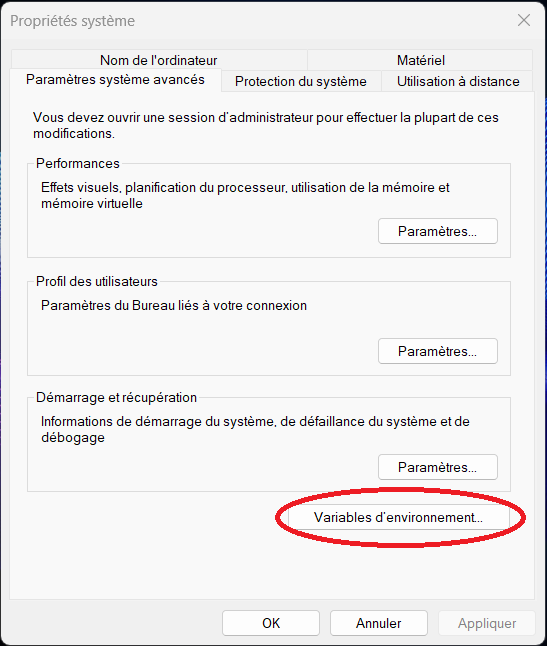 Propriétés système
Nom de l'ordinateur
Matériel
Paramètres système avancés
Protection du système
Utilisation à distance
Vous devez ouvrir une session d'administrateur pour effectuer la plupart de ces
modifications.
Performances
Effets visuels, planification du processeur, utilisation de la mémoire et
mémoire virtuelle
Paramètres...
Profil des utilisateurs
Paramètres du Bureau liés à votre connexion
Paramètres...
Démarrage et récupération
Informations de démarrage du système, de défaillance du système et de
débogage
Paramètres...
Variables d'environnement...
OK
Annuler
Appliquer